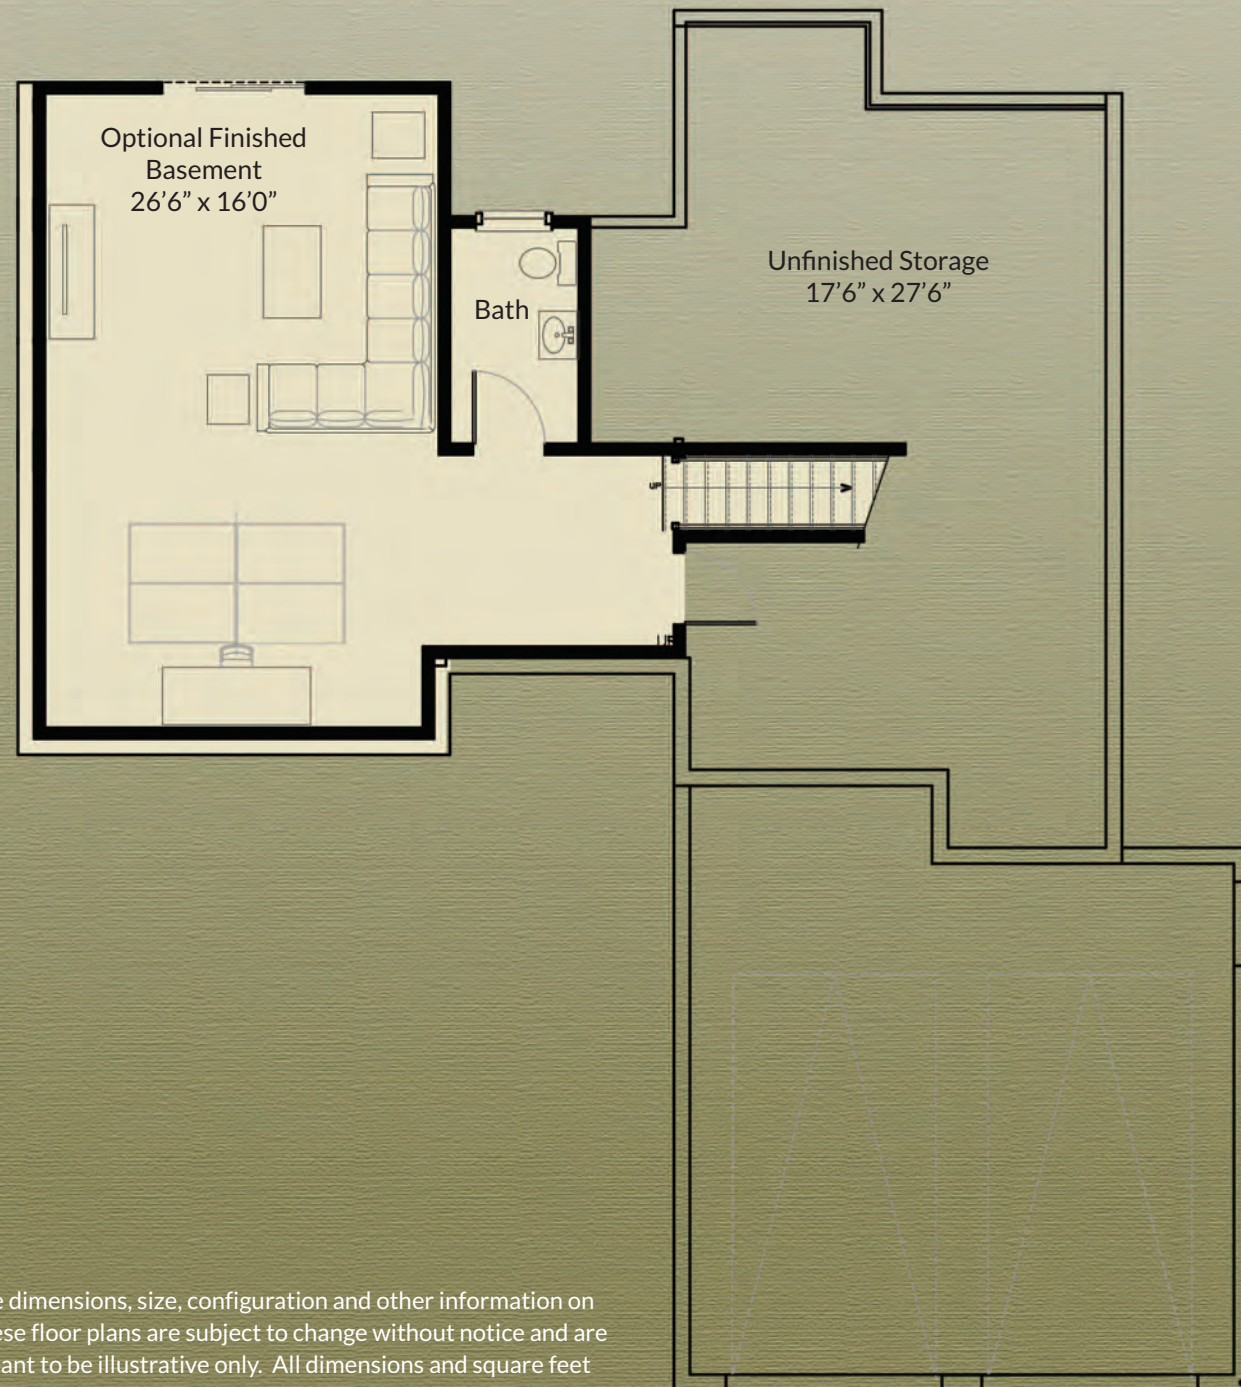 Optional Finished
Basement
26’6” x 16’0”
Unfinished Storage
17’6” x 27’6”
Bath
UP
UP
dimensions, size, configuration and other information on
floor plans are subject to change without notice and are
to be illustrative only.  All dimensions and square feet